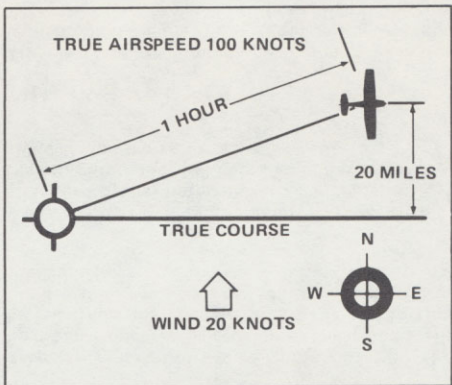 TRUE AIRSPEED 100 KNOTS
1 HOUR
20 MILES
TRUE COURSE
N
W E
WIND 20 KNOTS
S